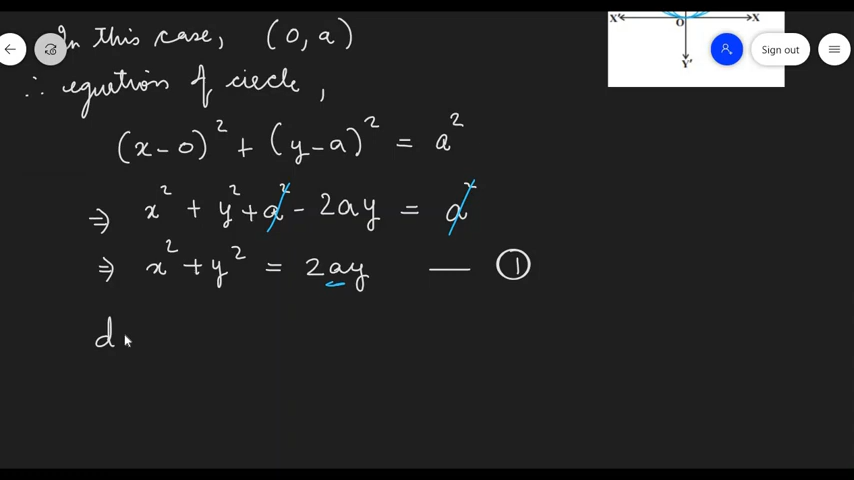 In this case, (0, a)
X' O X
Sign out
Y'
∴ equation of circle,
(x-0)² + (y-a)² = a²
⇒ x² + y² + a² - 2ay = a²
⇒ x² + y² = 2ay — ①
d